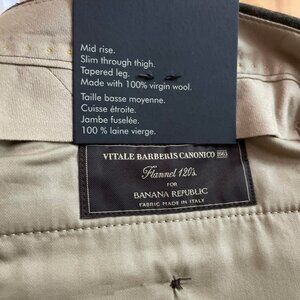 Mid rise.
Slim through thigh.
Tapered leg.
Made with 100% virgin wool.
Taille basse moyenne.
Cuisse étroite.
Jambe fuselée.
100 % laine vierge.
VITALE BARBERIS CANONICO 1663
Flannel 120's
FOR
BANANA REPUBLIC
FABRIC MADE IN ITALY